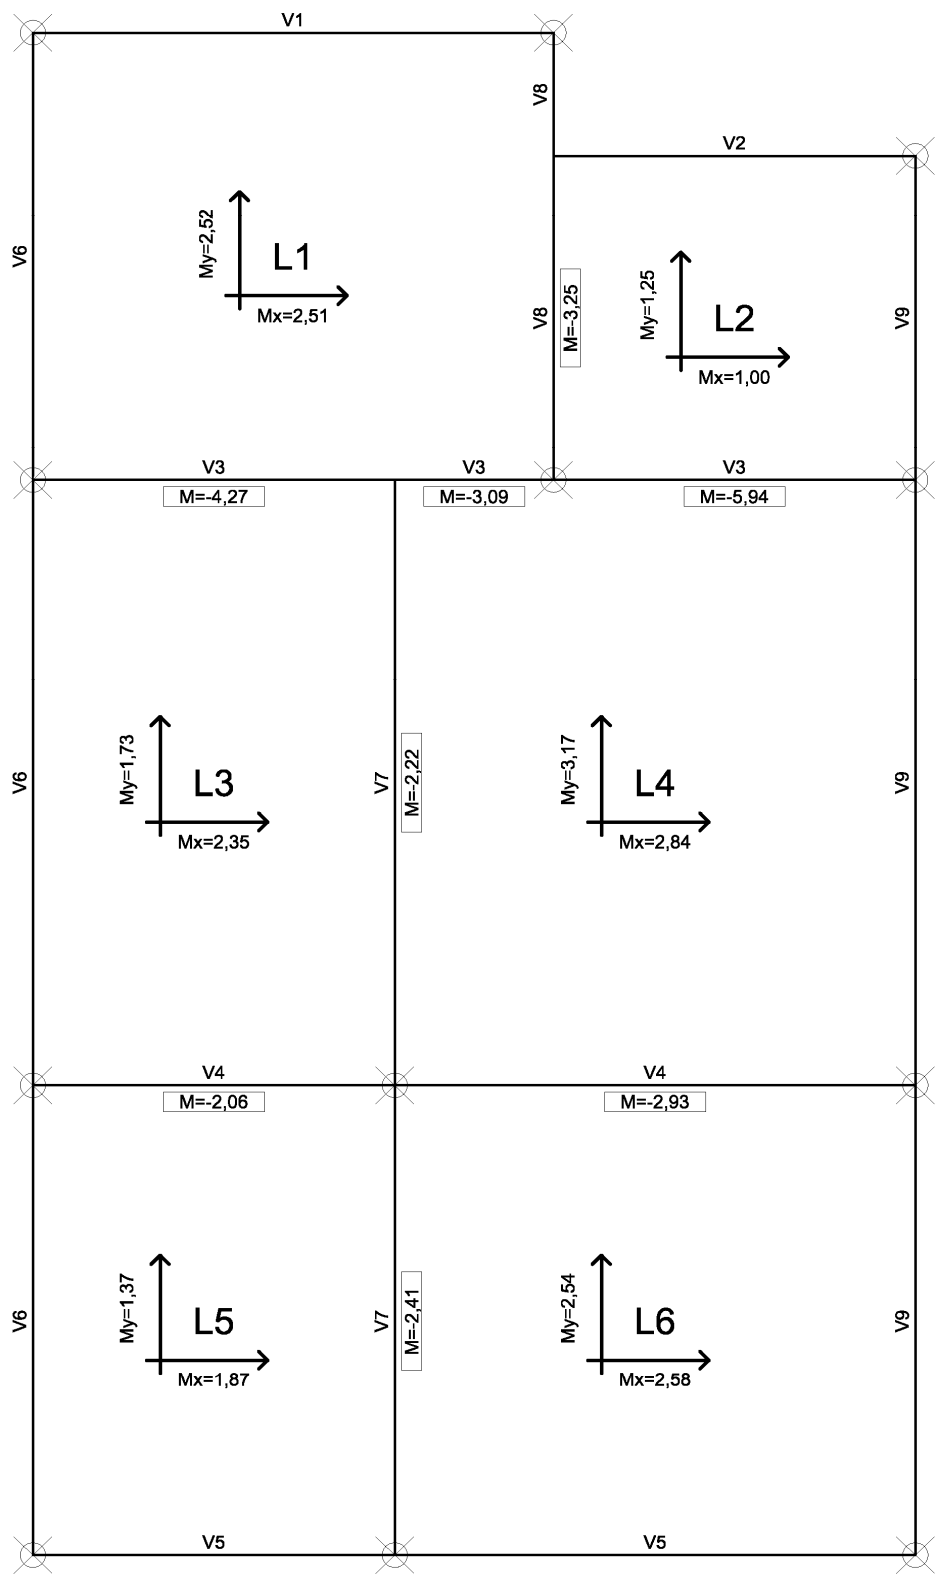 V1
V8
V2
My=2,52
L1
V6
Mx=2,51
V8
M=-3,25
My=1,25
L2
V9
Mx=1,00
V3
V3
V3
M=-4,27
M=-3,09
M=-5,94
V6
My=1,73
L3
Mx=2,35
V7
M=-2,22
My=3,17
L4
Mx=2,84
V9
V4
V4
M=-2,06
M=-2,93
V6
My=1,37
L5
Mx=1,87
V7
M=-2,41
My=2,54
L6
Mx=2,58
V9
V5
V5